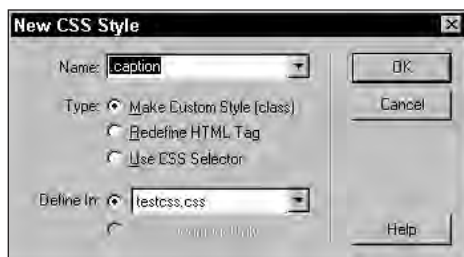 New CSS Style
Name: .caption
OK
Type: Make Custom Style (class)
Cancel
Redefine HTML Tag
Use CSS Selector
Define In: testcss.css
Help